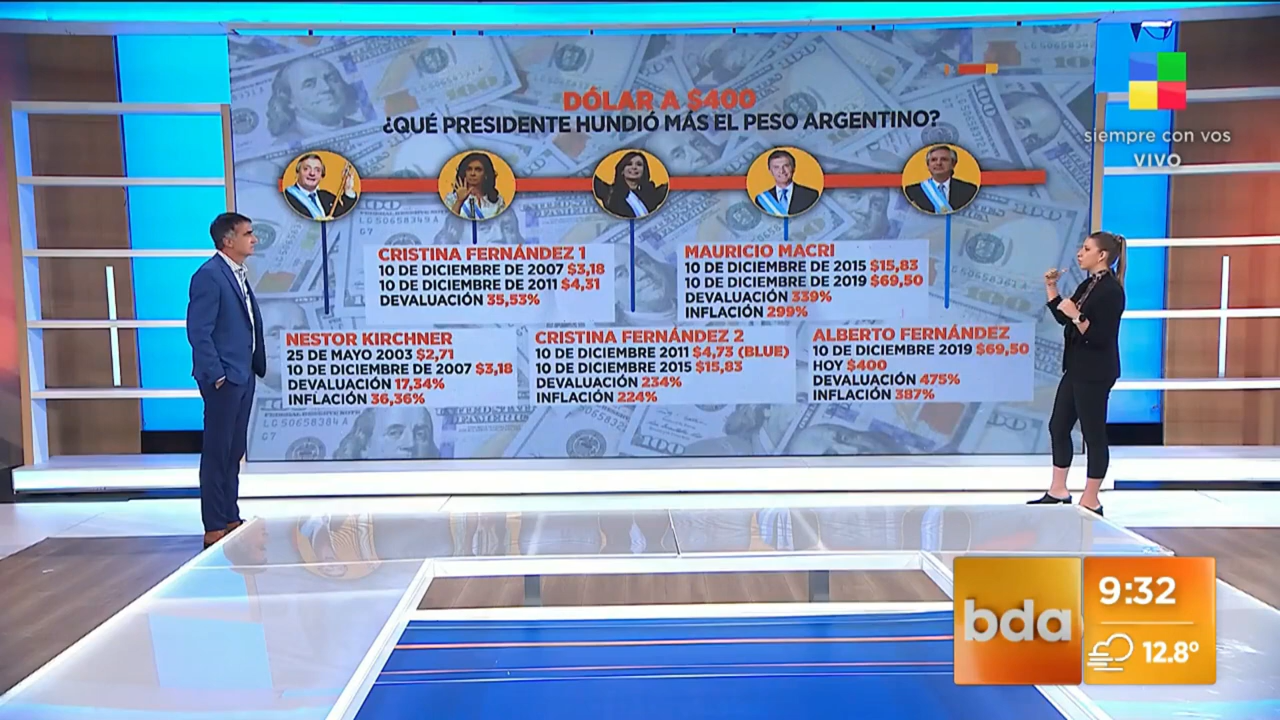 DÓLAR A $400
¿QUÉ PRESIDENTE HUNDIÓ MÁS EL PESO ARGENTINO?
siempre con vos
VIVO
CRISTINA FERNÁNDEZ 1
10 DE DICIEMBRE DE 2007 $3,18
10 DE DICIEMBRE DE 2011 $4,31
DEVALUACIÓN 35,53%
MAURICIO MACRI
10 DE DICIEMBRE DE 2015 $15,83
10 DE DICIEMBRE DE 2019 $69,50
DEVALUACIÓN 339%
INFLACIÓN 299%
NESTOR KIRCHNER
25 DE MAYO 2003 $2,71
10 DE DICIEMBRE DE 2007 $3,18
DEVALUACIÓN 17,34%
INFLACIÓN 36,36%
CRISTINA FERNÁNDEZ 2
10 DE DICIEMBRE 2011 $4,73 (BLUE)
10 DE DICIEMBRE DE 2015 $15,83
DEVALUACIÓN 234%
INFLACIÓN 224%
ALBERTO FERNÁNDEZ
10 DE DICIEMBRE 2019 $69,50
HOY $400
DEVALUACIÓN 475%
INFLACIÓN 387%
bda
9:32
12.8°